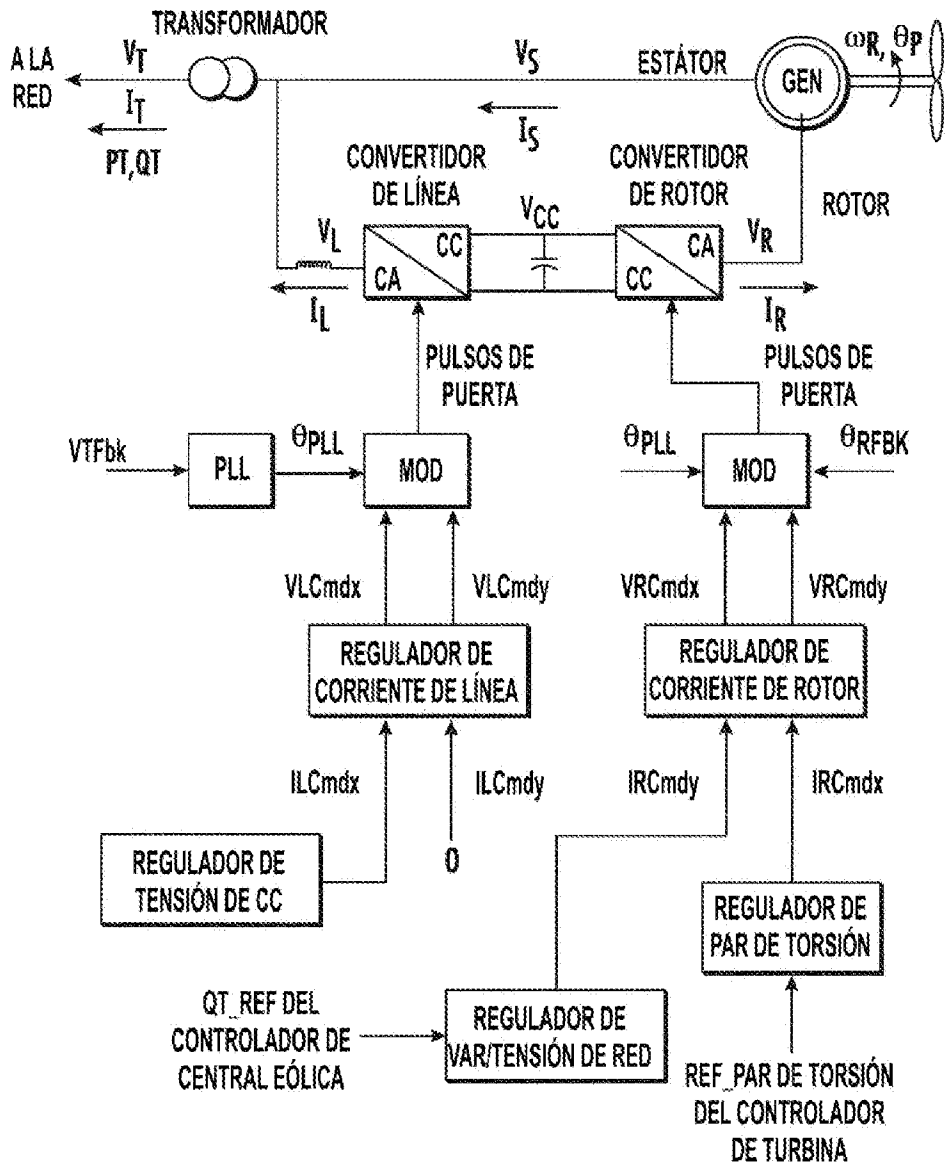 TRANSFORMADOR
A LA
RED
VT
IT
PT,QT
VS
IS
ESTÁTOR
GEN
ωR, θP
CONVERTIDOR
DE LÍNEA
CONVERTIDOR
DE ROTOR
ROTOR
VL
IL
CC
CA
VCC
CA
CC
VR
IR
PULSOS DE
PUERTA
PULSOS DE
PUERTA
VTFbk
PLL
θPLL
MOD
θPLL
MOD
θRFBK
VLCmdx
VLCmdy
VRCmdx
VRCmdy
REGULADOR DE
CORRIENTE DE LÍNEA
REGULADOR DE
CORRIENTE DE ROTOR
ILCmdx
ILCmdy
IRCmdy
IRCmdx
0
REGULADOR DE
TENSIÓN DE CC
REGULADOR DE
PAR DE TORSIÓN
QT_REF DEL
CONTROLADOR DE
CENTRAL EÓLICA
REGULADOR DE
VAR/TENSIÓN DE RED
REF_PAR DE TORSIÓN
DEL CONTROLADOR
DE TURBINA